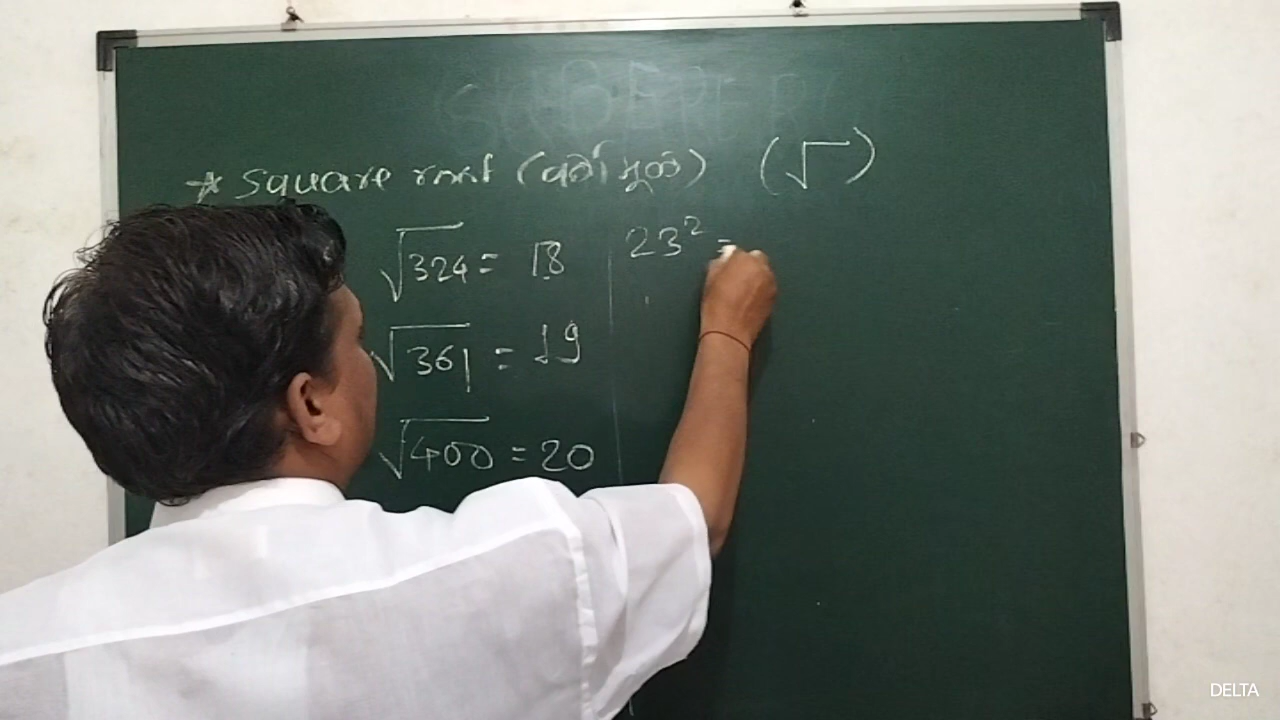 * Square root (வர்மூலம்) (√)
√324 = 18
√361 = 19
√400 = 20
23² =
DELTA